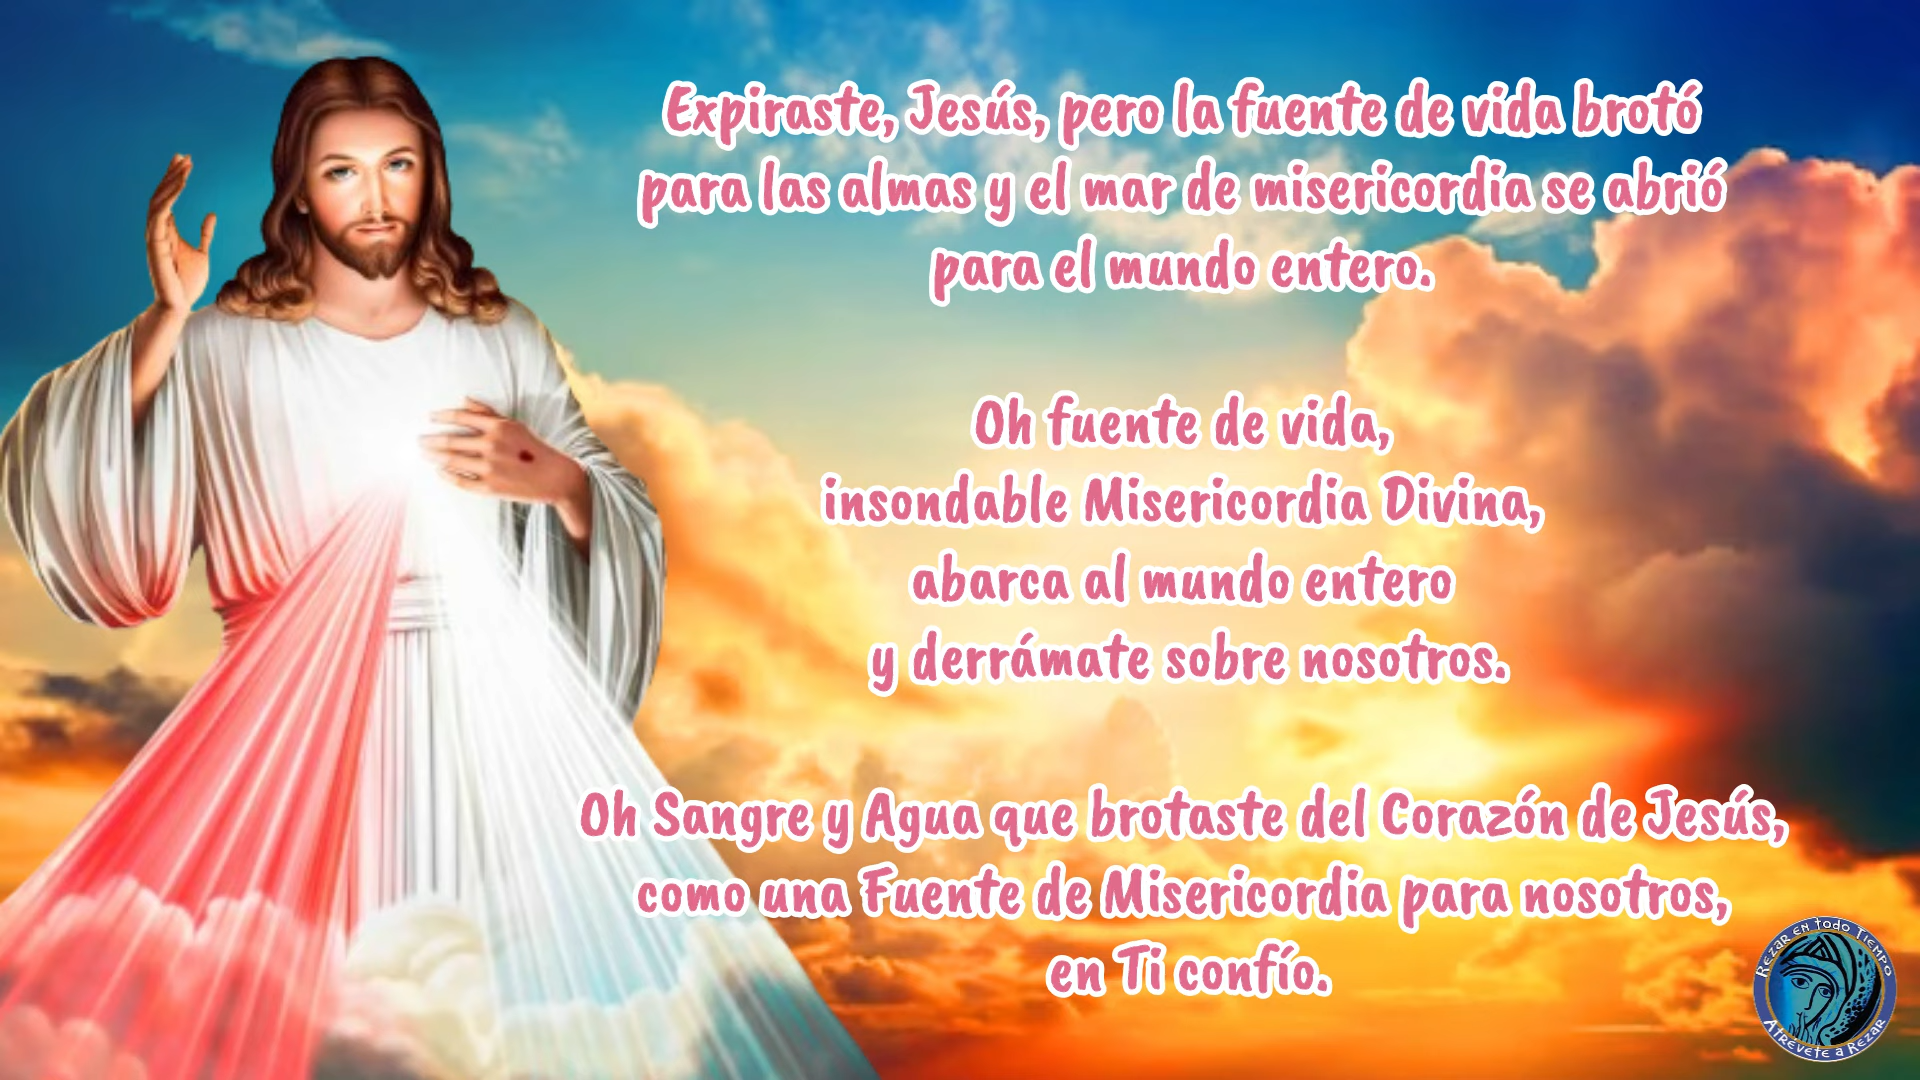 Expiraste, Jesús, pero la fuente de vida brotó
para las almas y el mar de misericordia se abrió
para el mundo entero.
Oh fuente de vida,
insondable Misericordia Divina,
abarca al mundo entero
y derrámate sobre nosotros.
Oh Sangre y Agua que brotaste del Corazón de Jesús,
como una Fuente de Misericordia para nosotros,
en Ti confío.
Rezar en todo Tiempo
Atrévete a Rezar